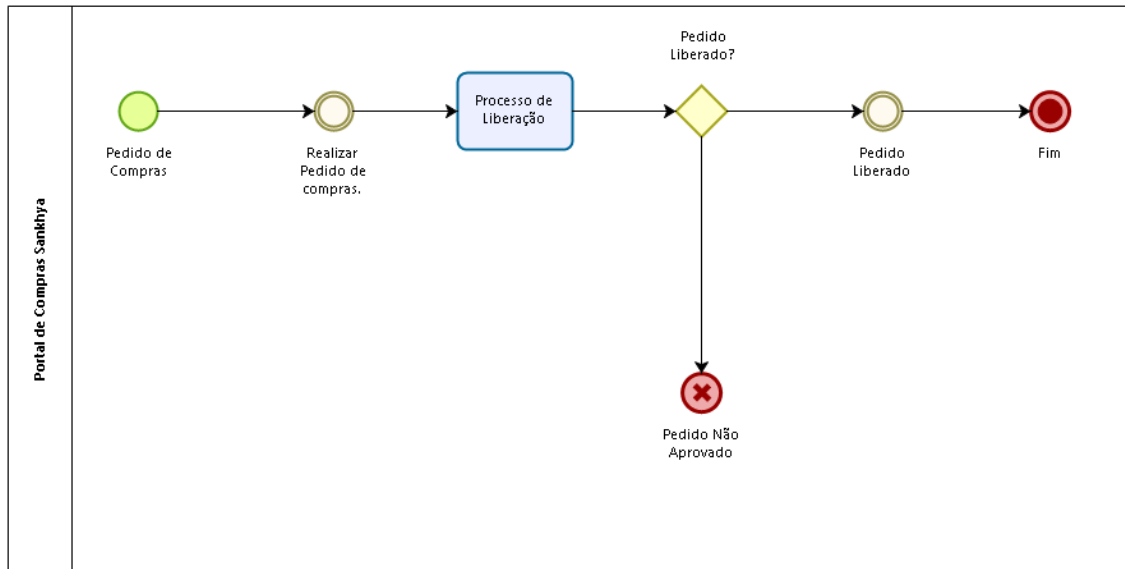 Portal de Compras Sankhya
Pedido de
Compras
Realizar
Pedido de
compras.
Processo de
Liberação
Pedido
Liberado?
Pedido
Liberado
Fim
Pedido Não
Aprovado